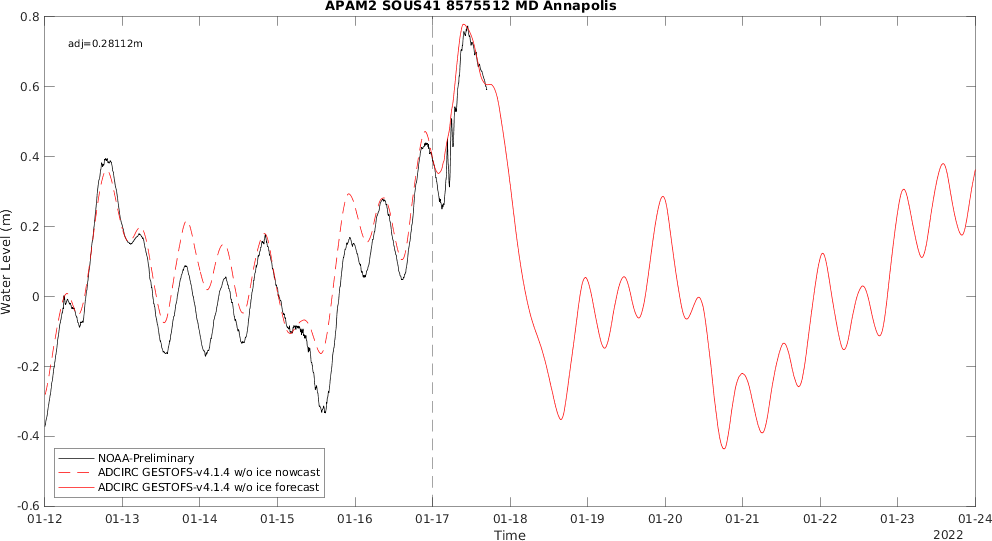 APAM2 SOUS41 8575512 MD Annapolis
adj=0.28112m
0.8
0.6
0.4
0.2
0
-0.2
-0.4
-0.6
Water Level (m)
NOAA-Preliminary
ADCIRC GESTOFS-v4.1.4 w/o ice nowcast
ADCIRC GESTOFS-v4.1.4 w/o ice forecast
01-12 01-13 01-14 01-15 01-16 01-17 01-18 01-19 01-20 01-21 01-22 01-23 01-24
Time
2022